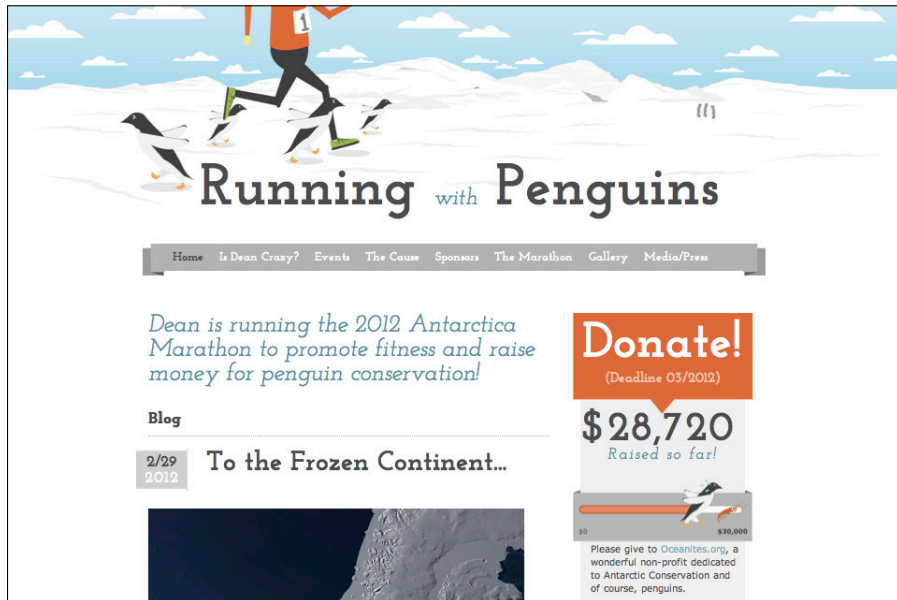 1
Running with Penguins
Home Is Dean Crazy? Events The Cause Sponsors The Marathon Gallery Media/Press
Dean is running the 2012 Antarctica
Marathon to promote fitness and raise
money for penguin conservation!
Blog
2/29
2012
To the Frozen Continent...
Donate!
(Deadline 03/2012)
$28,720
Raised so far!
$0 $30,000
Please give to Oceanites.org, a
wonderful non-profit dedicated
to Antarctic Conservation and
of course, penguins.